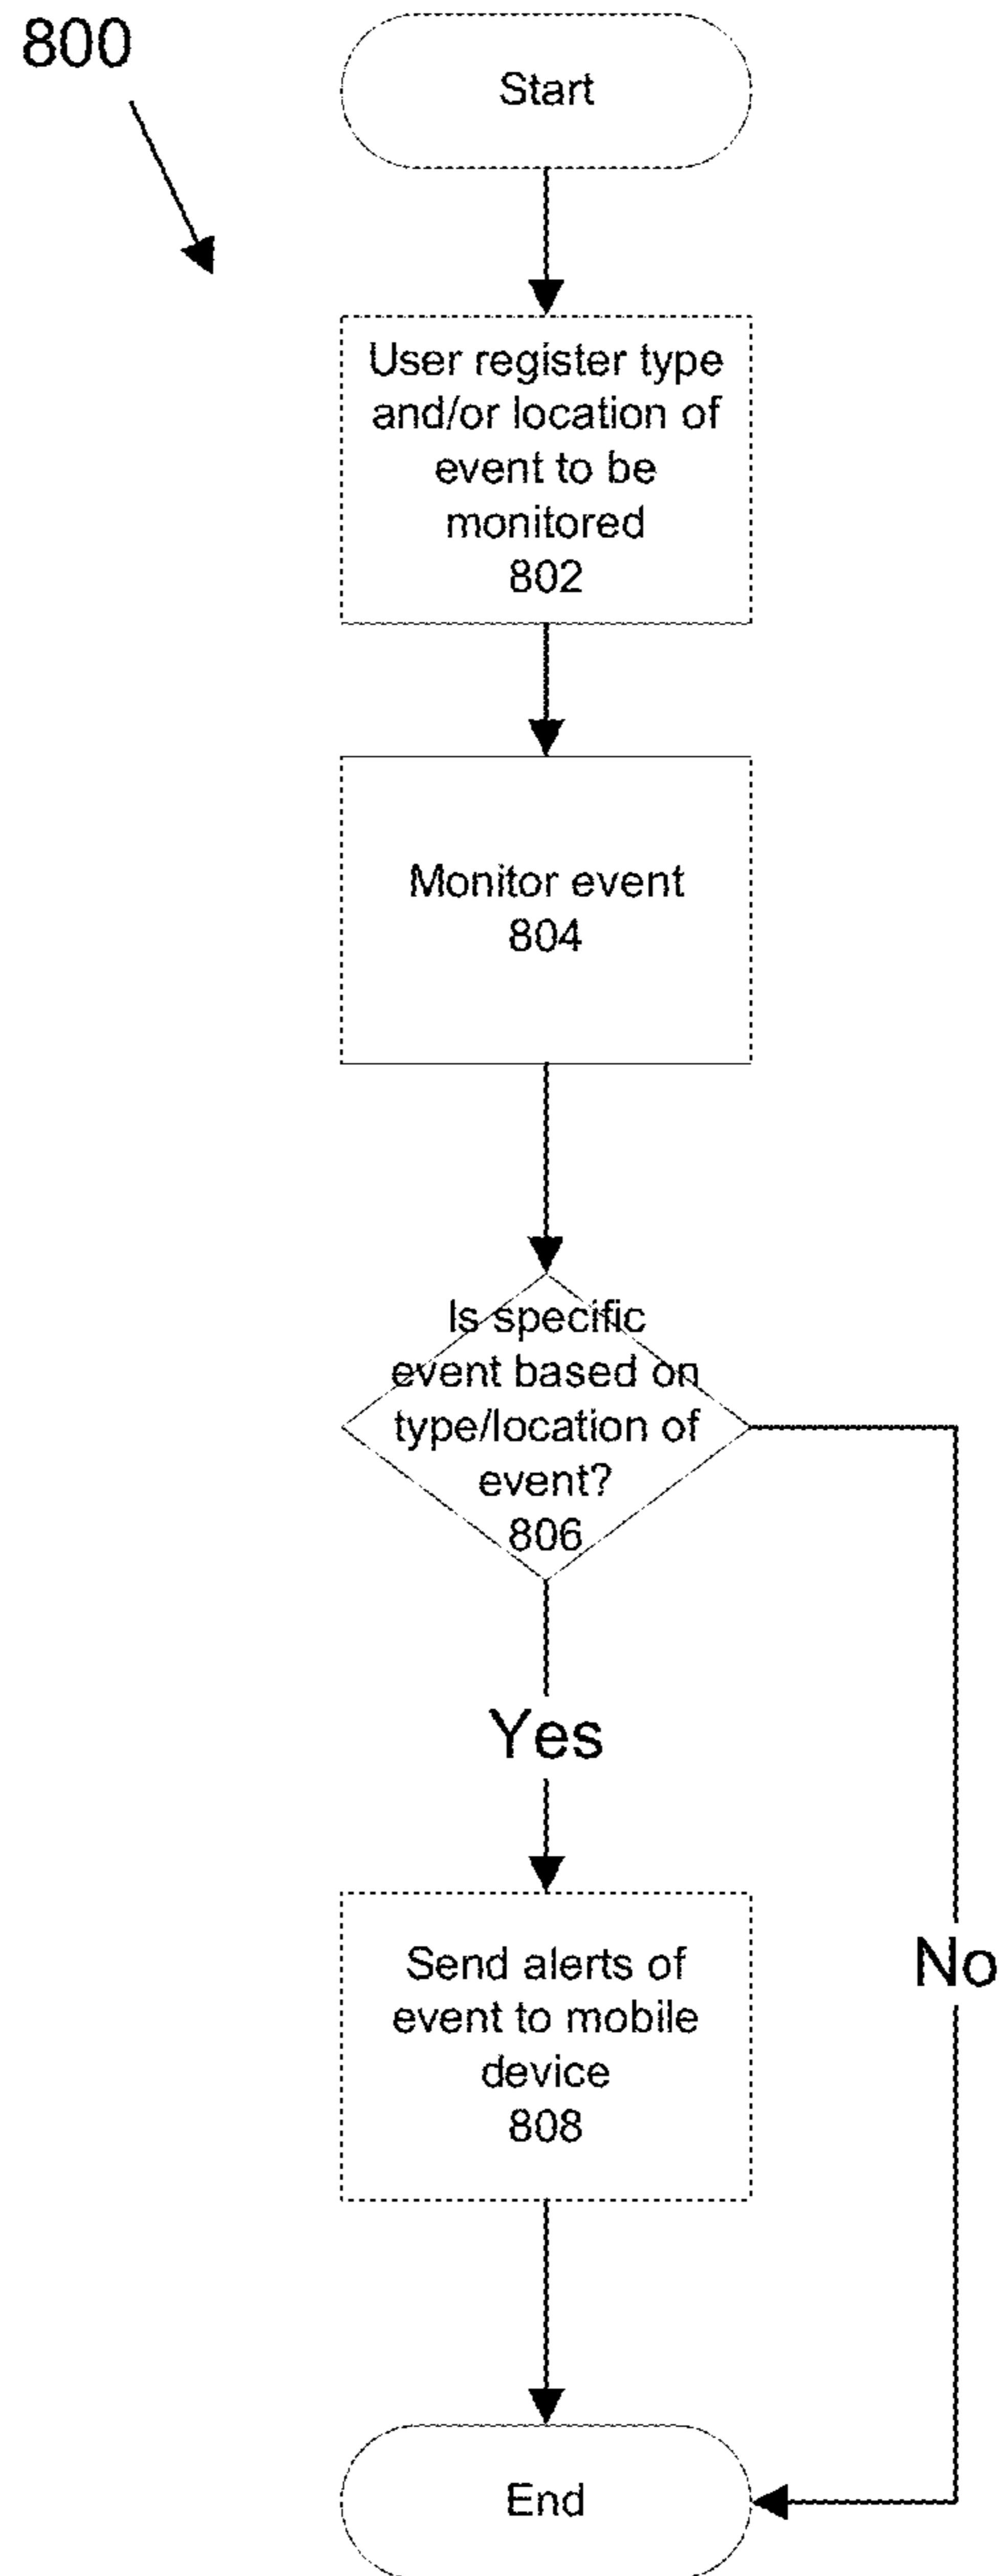 800
Start
User register type
and/or location of
event to be
monitored
802
Monitor event
804
Is specific
event based on
type/location of
event?
806
Yes
No
Send alerts of
event to mobile
device
808
End